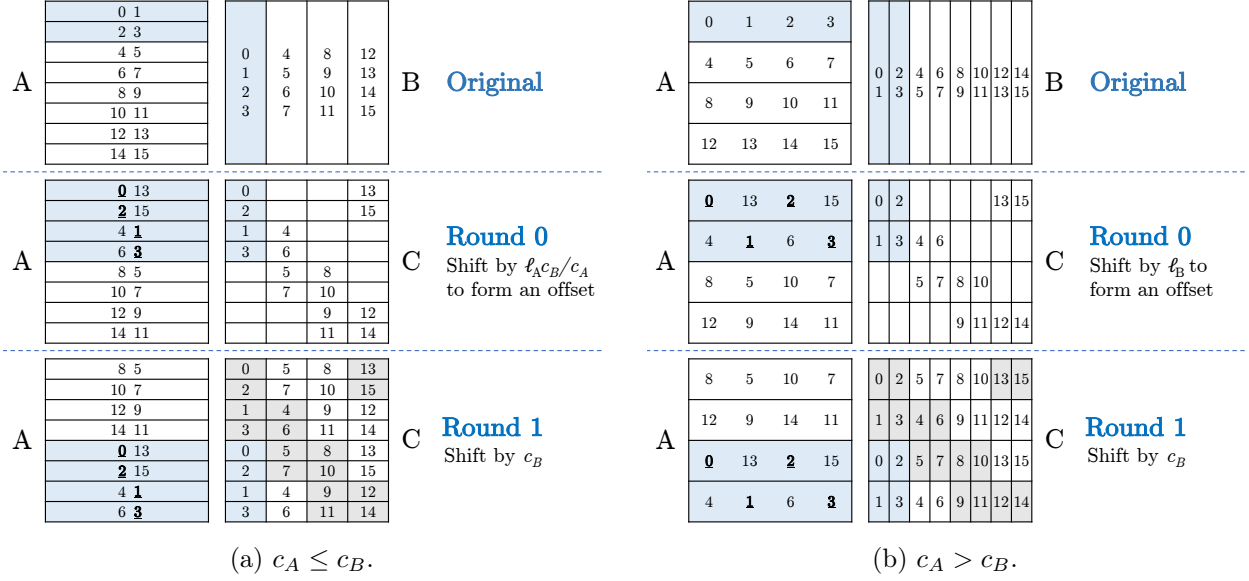 0 1
2 3
4 5
6 7
8 9
10 11
12 13
14 15
A
0 4 8 12
1 5 9 13
2 6 10 14
3 7 11 15
B
Original
0 13
2 15
4 1
6 3
8 5
10 7
12 9
14 11
A
0 13
2 15
1 4
3 6
5 8
7 10
9 12
11 14
C
Round 0
Shift by ℓ_A c_B/c_A
to form an offset
8 5
10 7
12 9
14 11
0 13
2 15
4 1
6 3
A
0 5 8 13
2 7 10 15
1 4 9 12
3 6 11 14
0 5 8 13
2 7 10 15
1 4 9 12
3 6 11 14
C
Round 1
Shift by c_B
(a) c_A ≤ c_B.
0 1 2 3
4 5 6 7
8 9 10 11
12 13 14 15
A
0 2 4 6 8 10 12 14
1 3 5 7 9 11 13 15
B
Original
0 13 2 15
4 1 6 3
8 5 10 7
12 9 14 11
A
0 2 13 15
1 3 4 6
5 7 8 10
9 11 12 14
C
Round 0
Shift by ℓ_B to
form an offset
8 5 10 7
12 9 14 11
0 13 2 15
4 1 6 3
A
0 2 5 7 8 10 13 15
1 3 4 6 9 11 12 14
0 2 5 7 8 10 13 15
1 3 4 6 9 11 12 14
C
Round 1
Shift by c_B
(b) c_A > c_B.